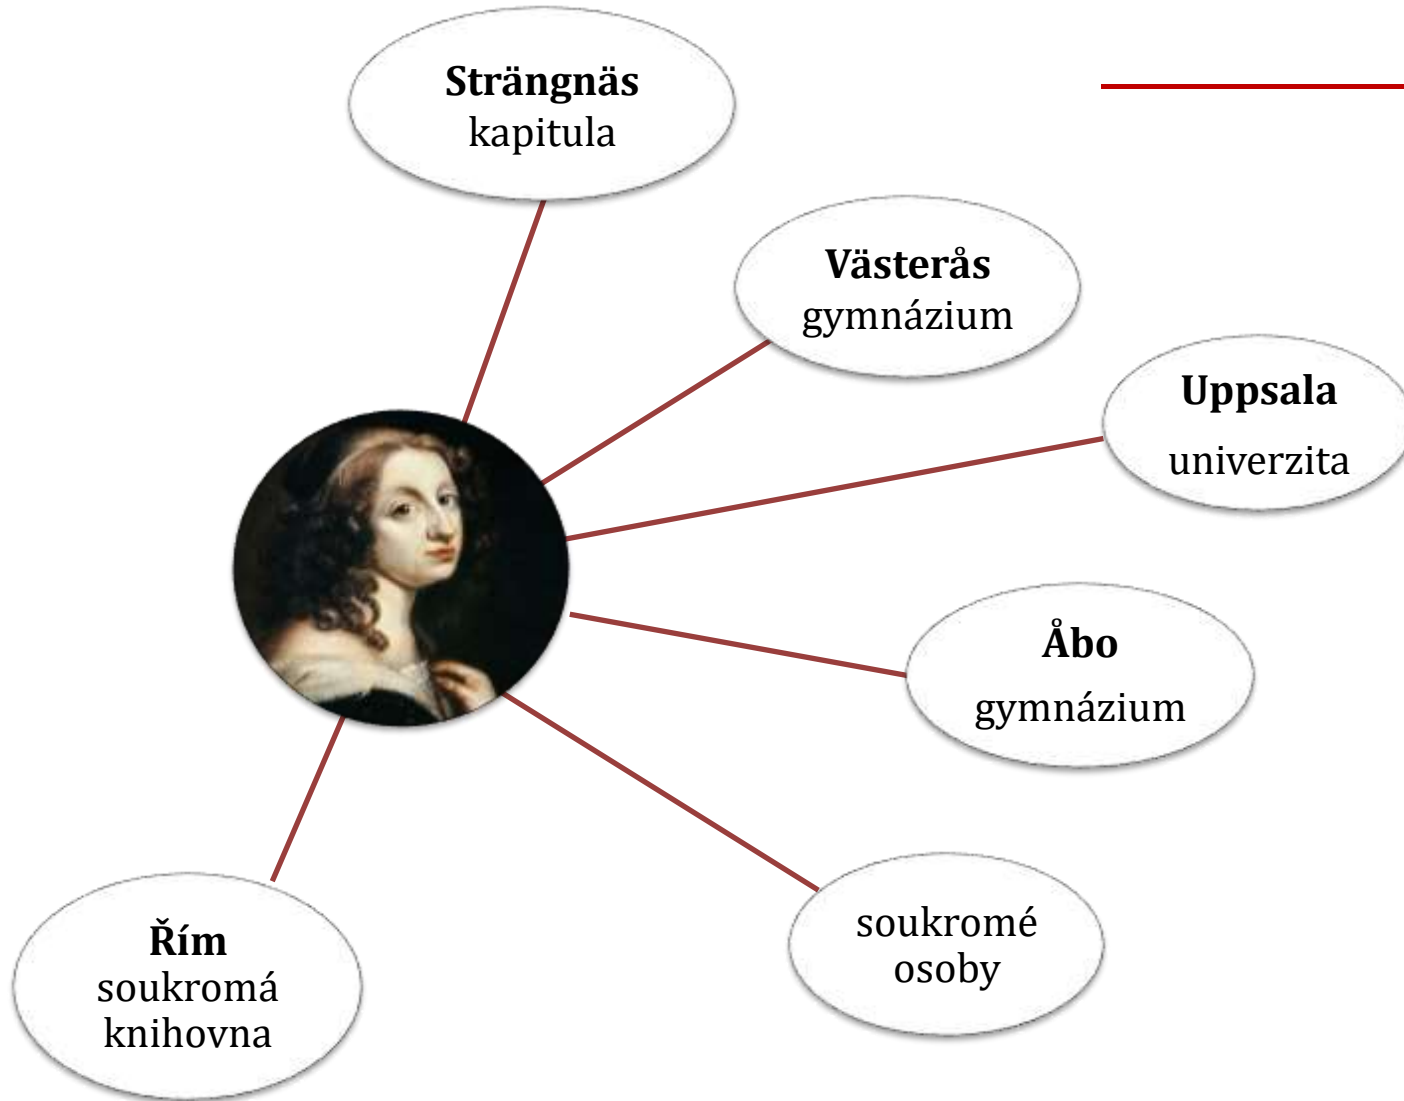 Strängnäs
kapitula
Västerås
gymnázium
Uppsala
univerzita
Åbo
gymnázium
soukromé
osoby
Řím
soukromá
knihovna